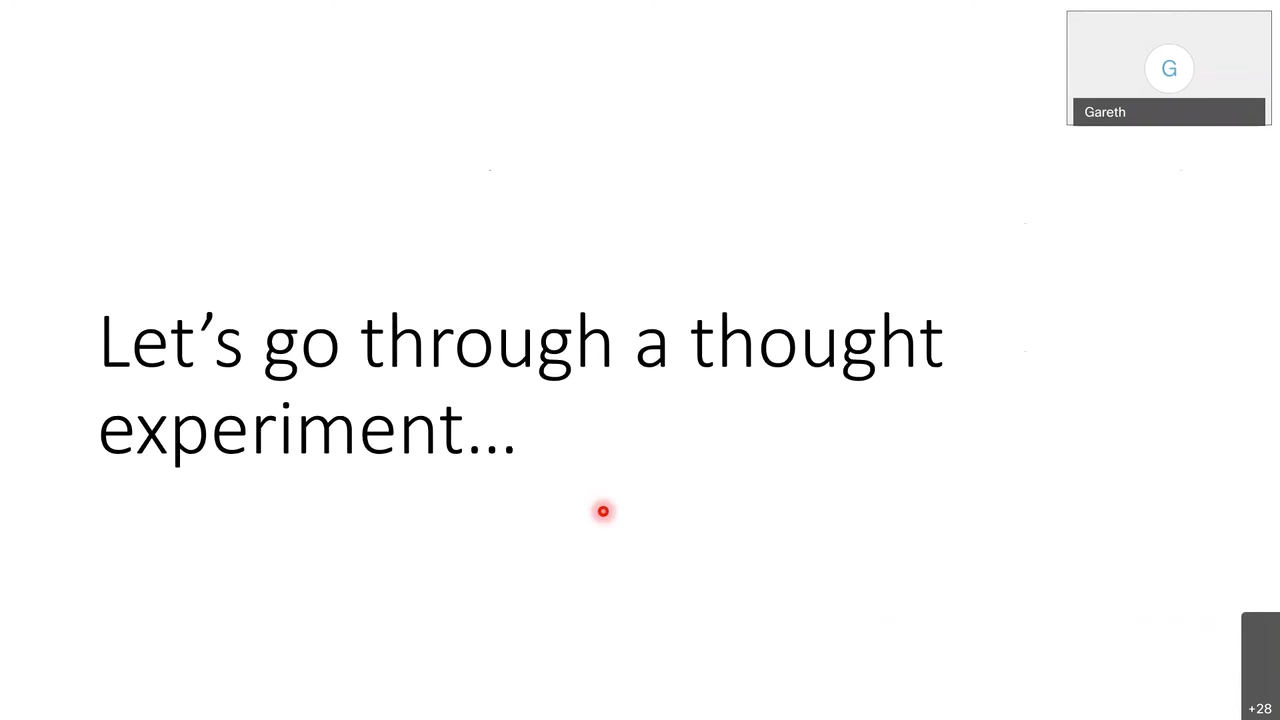 G
Gareth
Let’s go through a thought
experiment…
+28